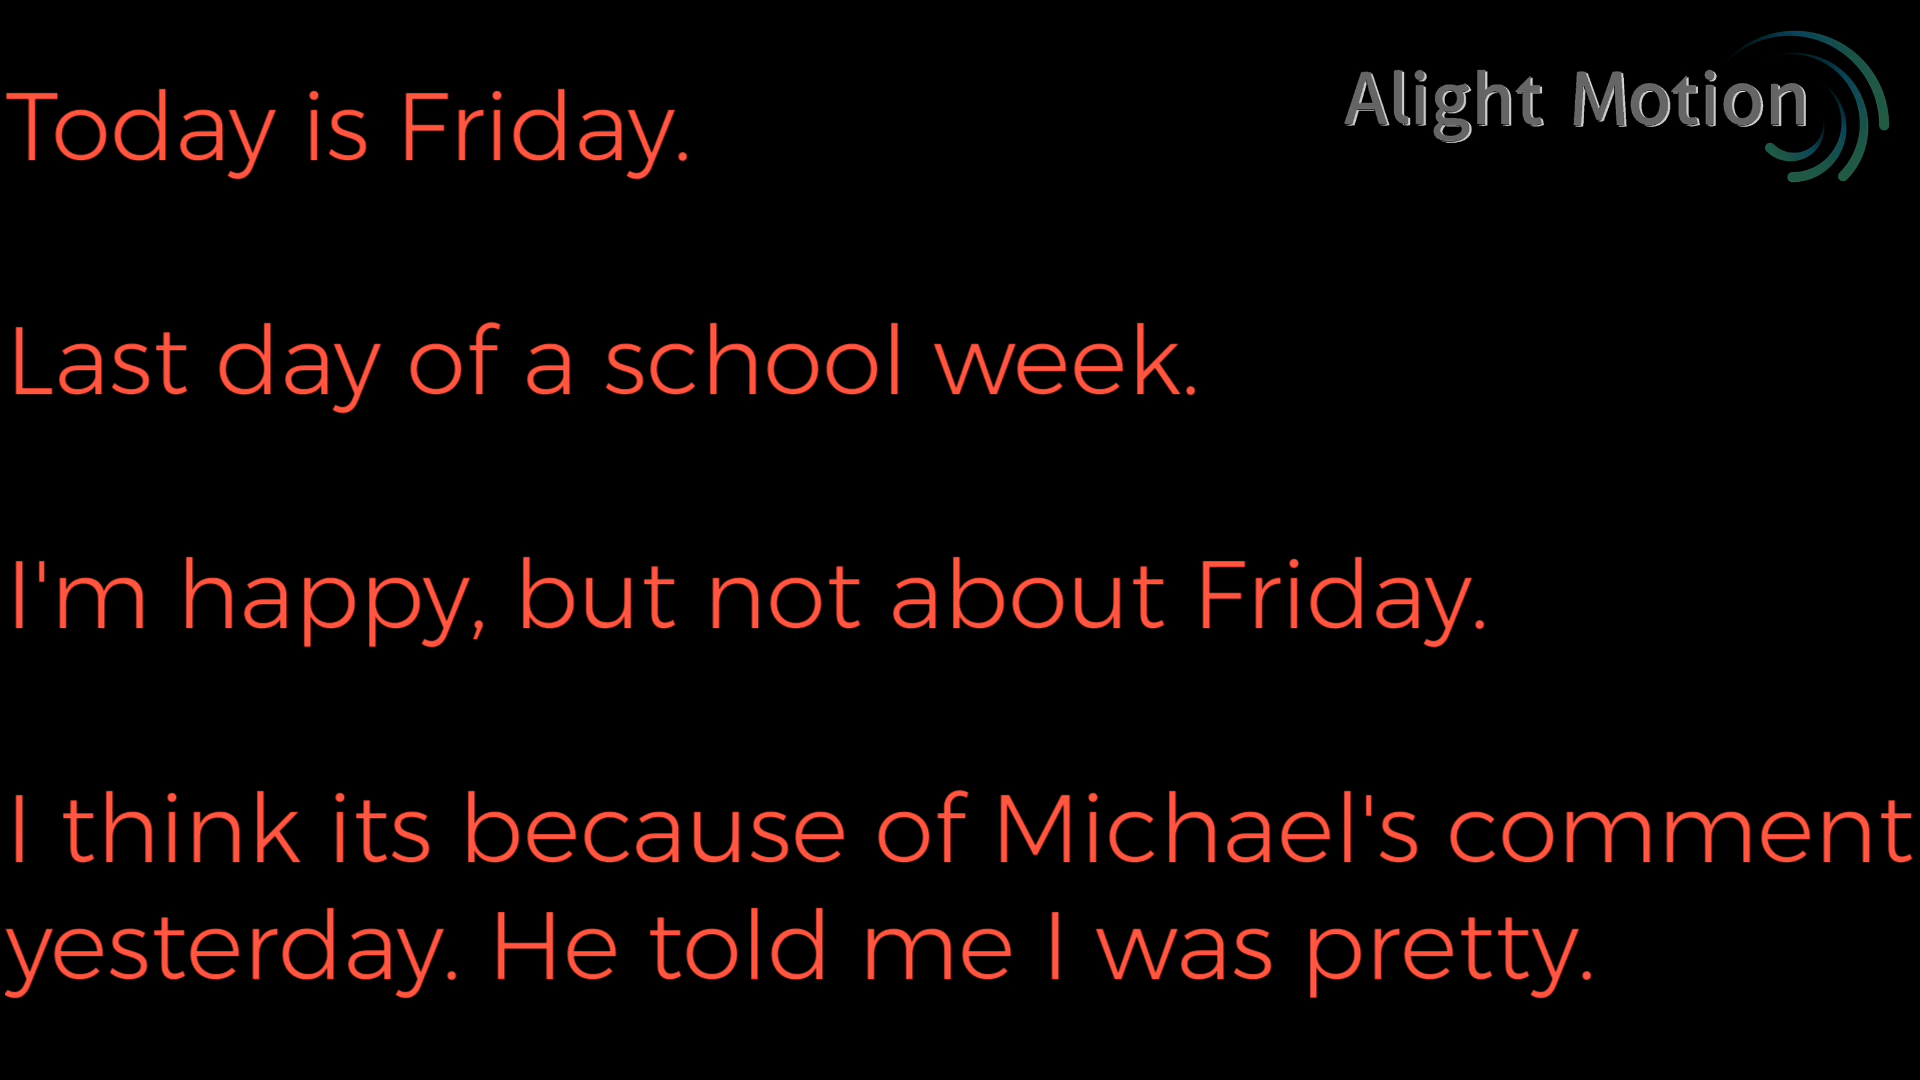 Alight Motion
Today is Friday.
Last day of a school week.
I'm happy, but not about Friday.
I think its because of Michael's comment
yesterday. He told me I was pretty.